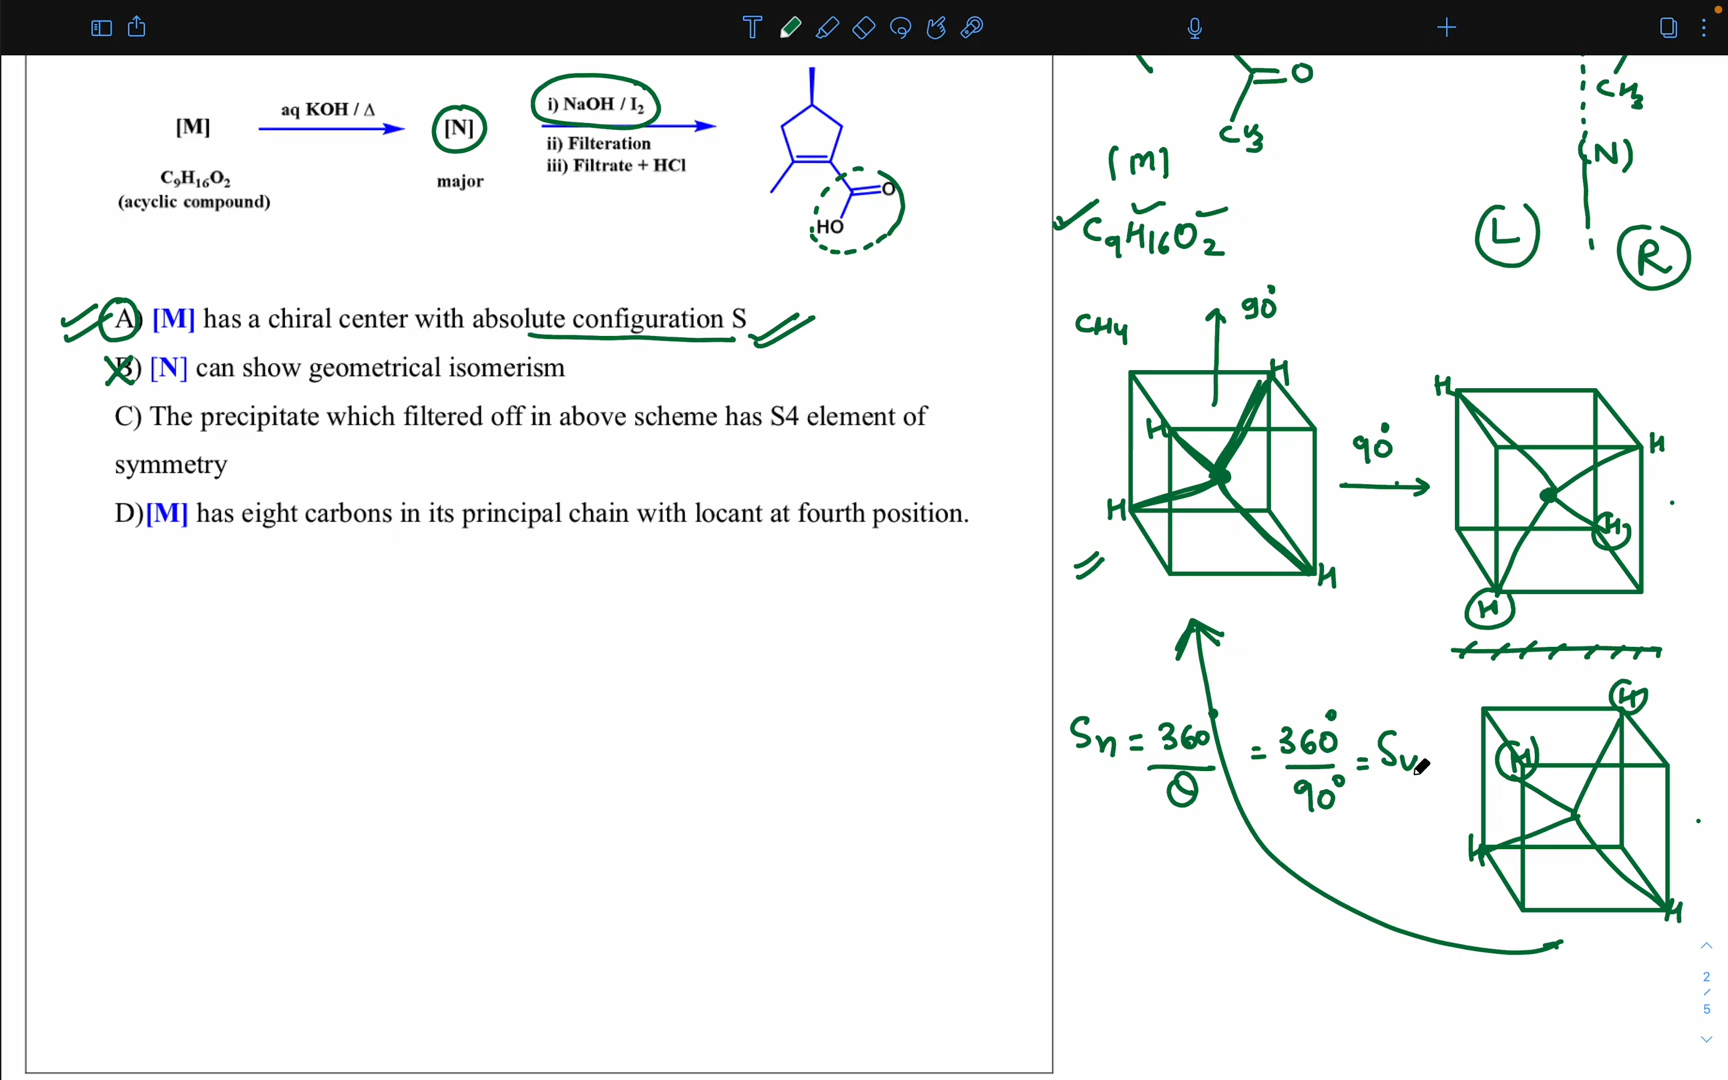 [M]
aq KOH / Δ
[N]
i) NaOH / I2
ii) Filteration
iii) Filtrate + HCl
C9H16O2
(acyclic compound)
major
O
HO
A) [M] has a chiral center with absolute configuration S
B) [N] can show geometrical isomerism
C) The precipitate which filtered off in above scheme has S4 element of
symmetry
D)[M] has eight carbons in its principal chain with locant at fourth position.
O
CH3
CH3
[M]
(N)
C9H16O2
L
R
CH4
90°
H
H
H
H
90°
H
H
H
H
Sn = 360° / θ = 360° / 90° = S
H
H
H
H
2
/
5